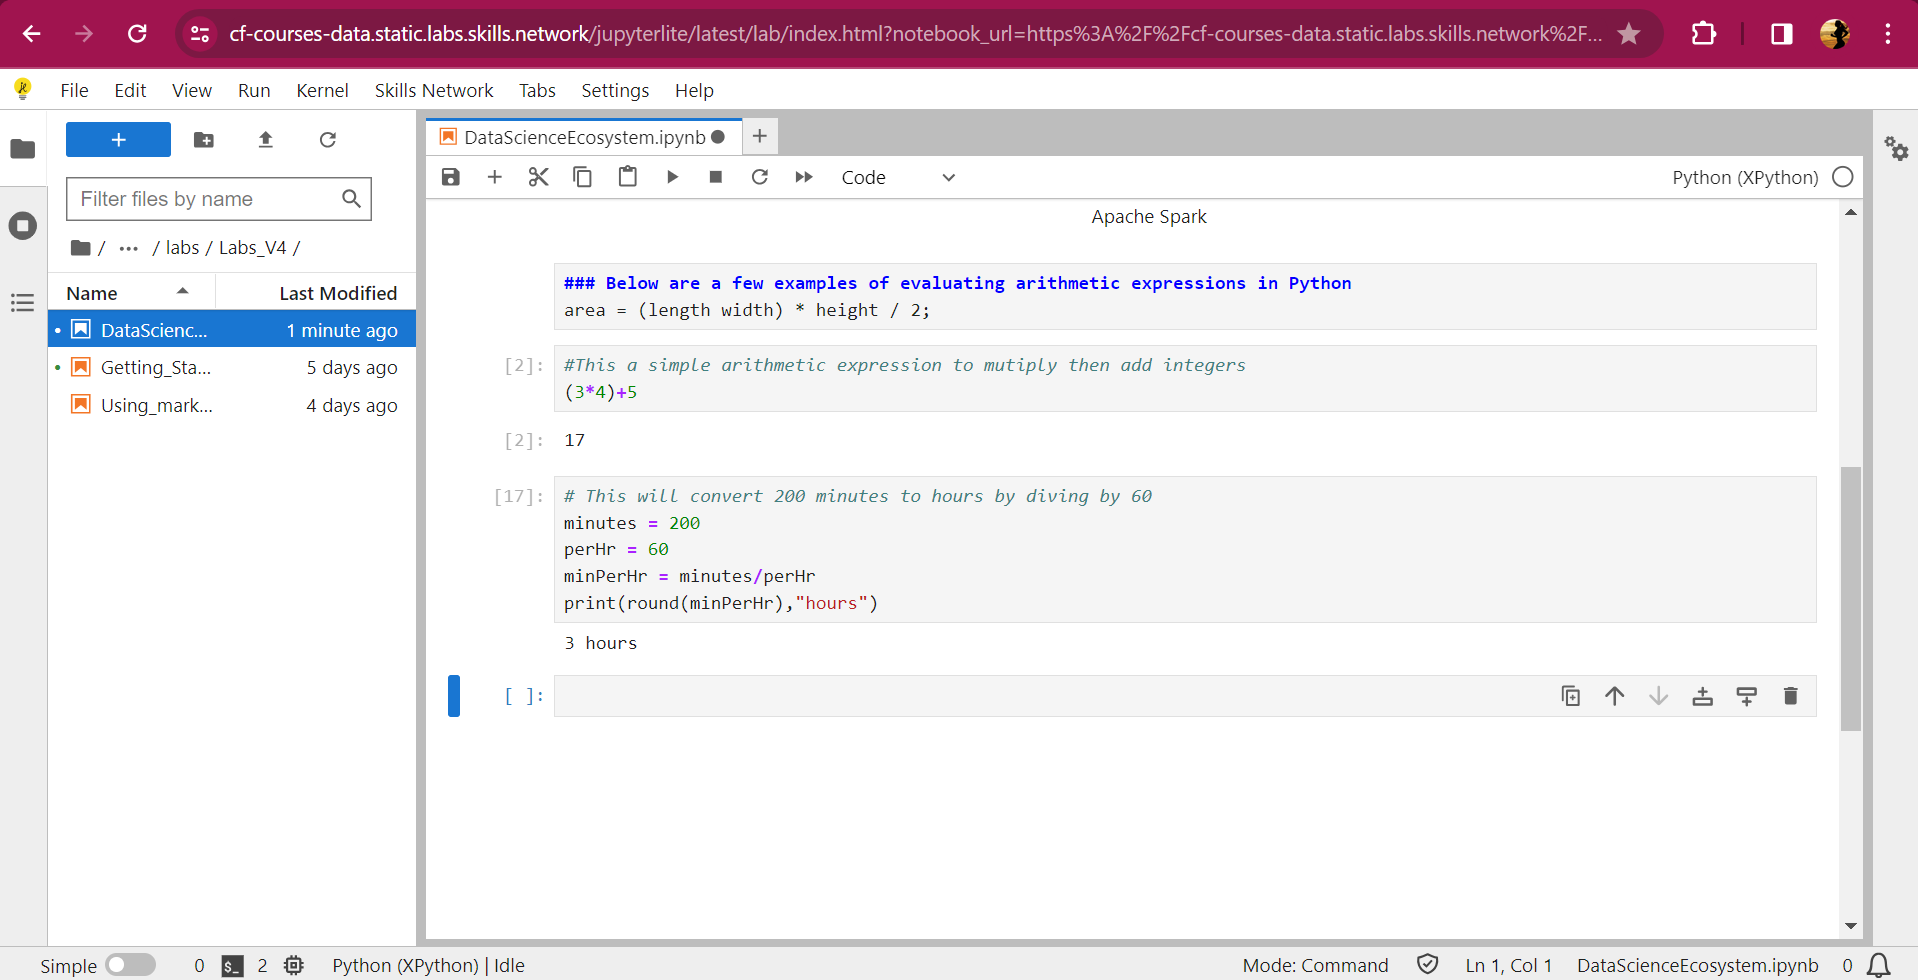 cf-courses-data.static.labs.skills.network/jupyterlite/latest/lab/index.html?notebook_url=https%3A%2F%2Fcf-courses-data.static.labs.skills.network%2F...
File Edit View Run Kernel Skills Network Tabs Settings Help
+
Filter files by name
/ ··· / labs / Labs_V4 /
Name Last Modified
DataScienc... 1 minute ago
Getting_Sta... 5 days ago
Using_mark... 4 days ago
DataScienceEcosystem.ipynb
Code
Python (XPython)
Apache Spark
### Below are a few examples of evaluating arithmetic expressions in Python
area = (length width) * height / 2;
[2]: #This a simple arithmetic expression to mutiply then add integers
(3*4)+5
[2]: 17
[17]: # This will convert 200 minutes to hours by diving by 60
minutes = 200
perHr = 60
minPerHr = minutes/perHr
print(round(minPerHr),"hours")
3 hours
[ ]:
Simple 0 $_ 2 Python (XPython) | Idle Mode: Command Ln 1, Col 1 DataScienceEcosystem.ipynb 0